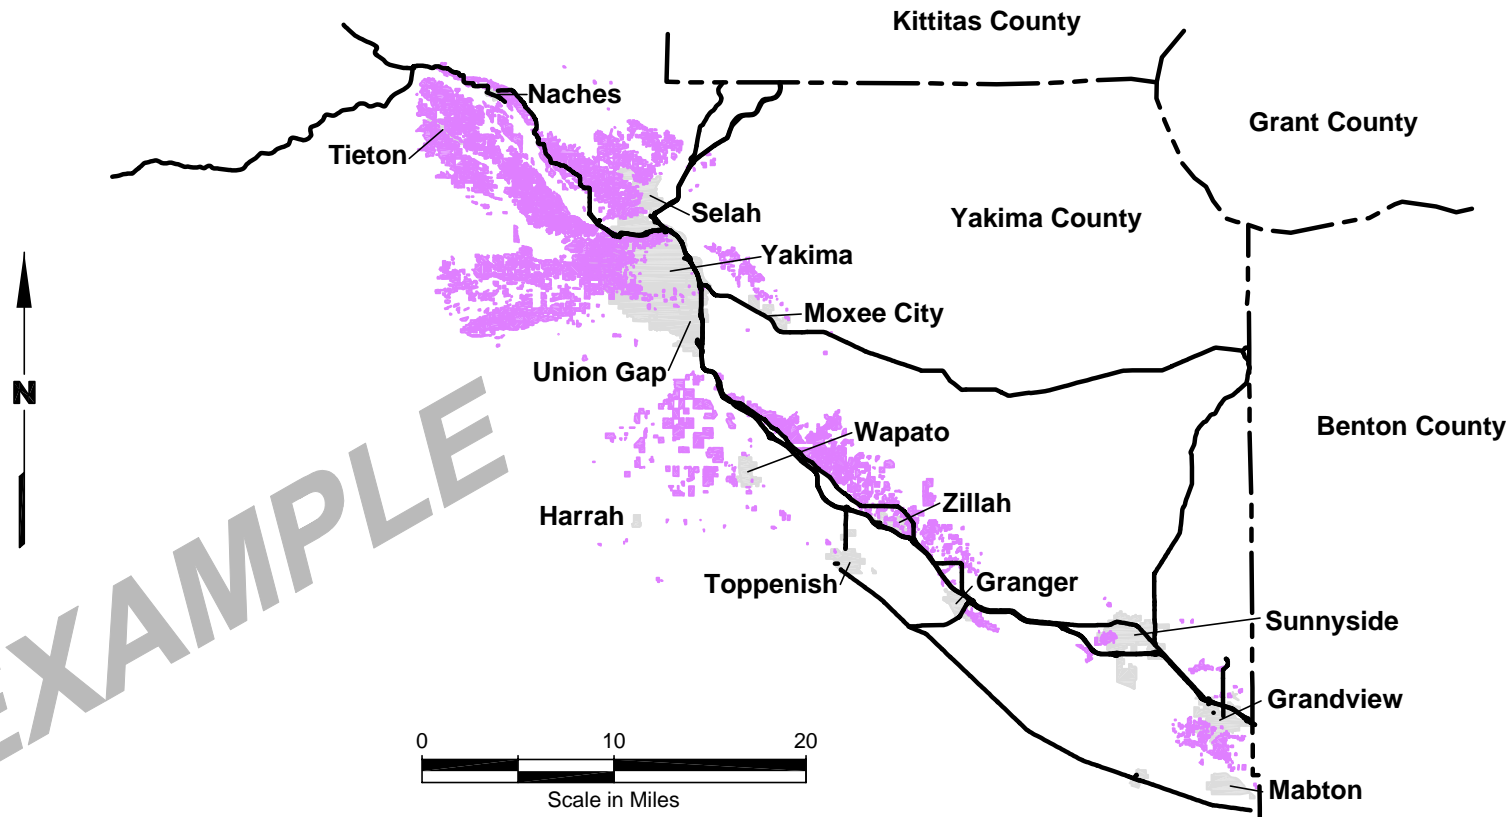 Kittitas County
Naches
Grant County
Tieton
Selah
Yakima County
Yakima
Moxee City
Union Gap
N
Wapato
Benton County
Zillah
Harrah
Toppenish
Granger
Sunnyside
EXAMPLE
Grandview
0 10 20
Mabton
Scale in Miles